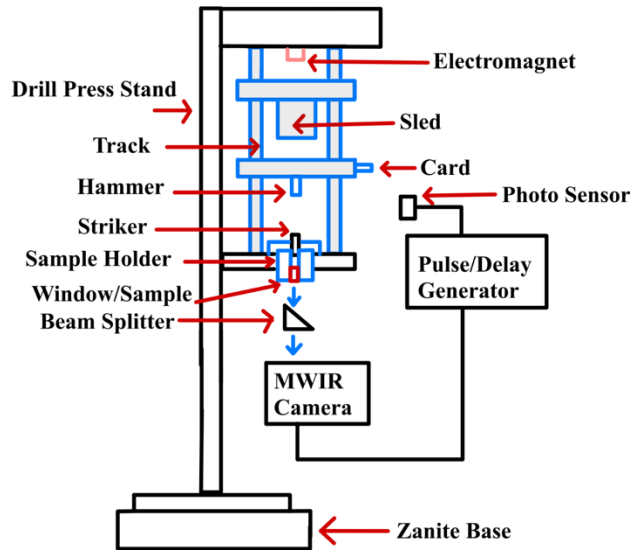 Electromagnet
Drill Press Stand
Sled
Track
Card
Hammer
Photo Sensor
Striker
Sample Holder
Pulse/Delay
Generator
Window/Sample
Beam Splitter
MWIR
Camera
Zanite Base